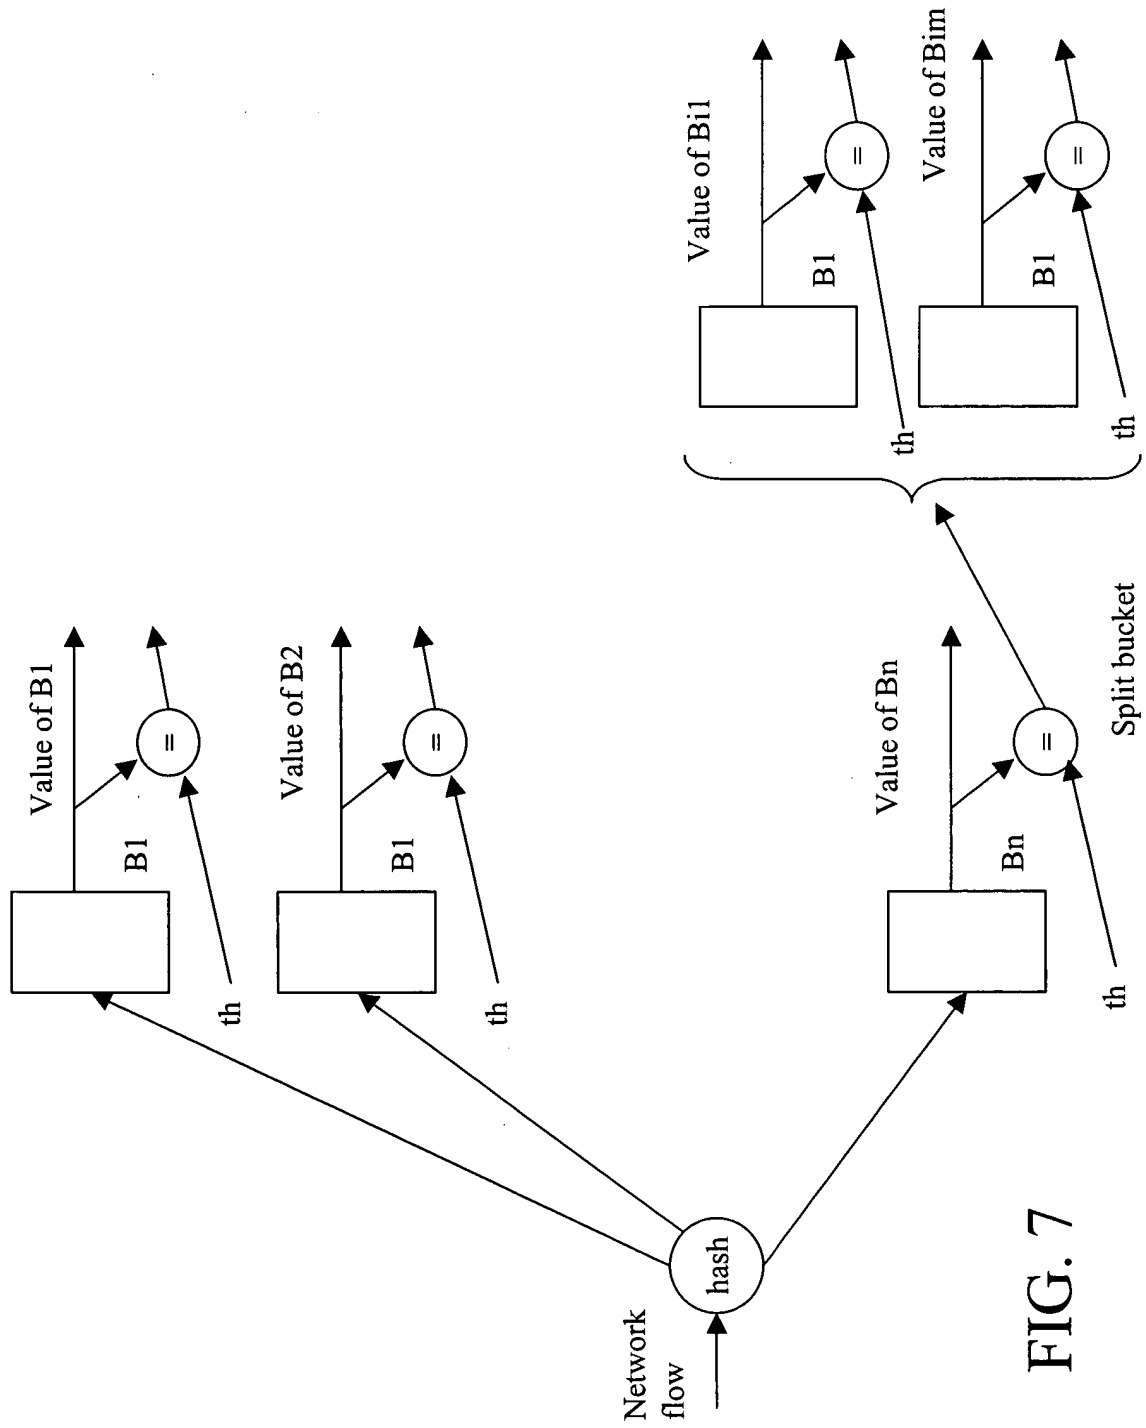 Network
flow
hash
Value of B1
B1
=
th
Value of B2
B1
=
th
Value of Bn
Bn
=
th
Split bucket
Value of Bi1
B1
=
th
Value of Bim
B1
=
th
FIG. 7